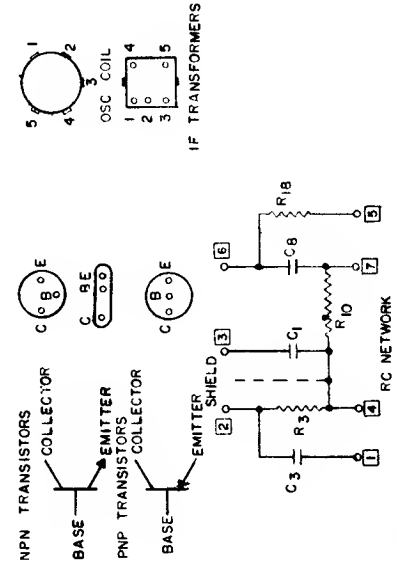 NPN TRANSISTORS
COLLECTOR
BASE
EMITTER
C
B
E
C
B E
PNP TRANSISTORS
COLLECTOR
BASE
EMITTER
C
B
E
5
1
4
2
3
OSC COIL
1
4
2
3
5
IF TRANSFORMERS
2
SHIELD
3
6
C3
R3
C1
C8
R18
R10
1
4
7
5
RC NETWORK